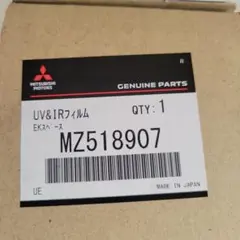 R
MITSUBISHI
MOTORS
GENUINE PARTS
UV&IRフィルム QTY:1
EKスペース
MZ518907
UE
MADE IN JAPAN